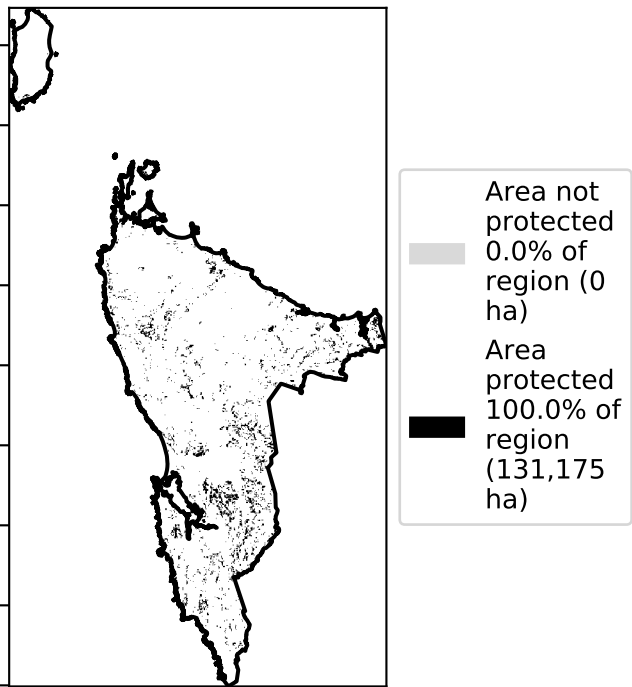 Area not
protected
0.0% of
region (0
ha)
Area
protected
100.0% of
region
(131,175
ha)